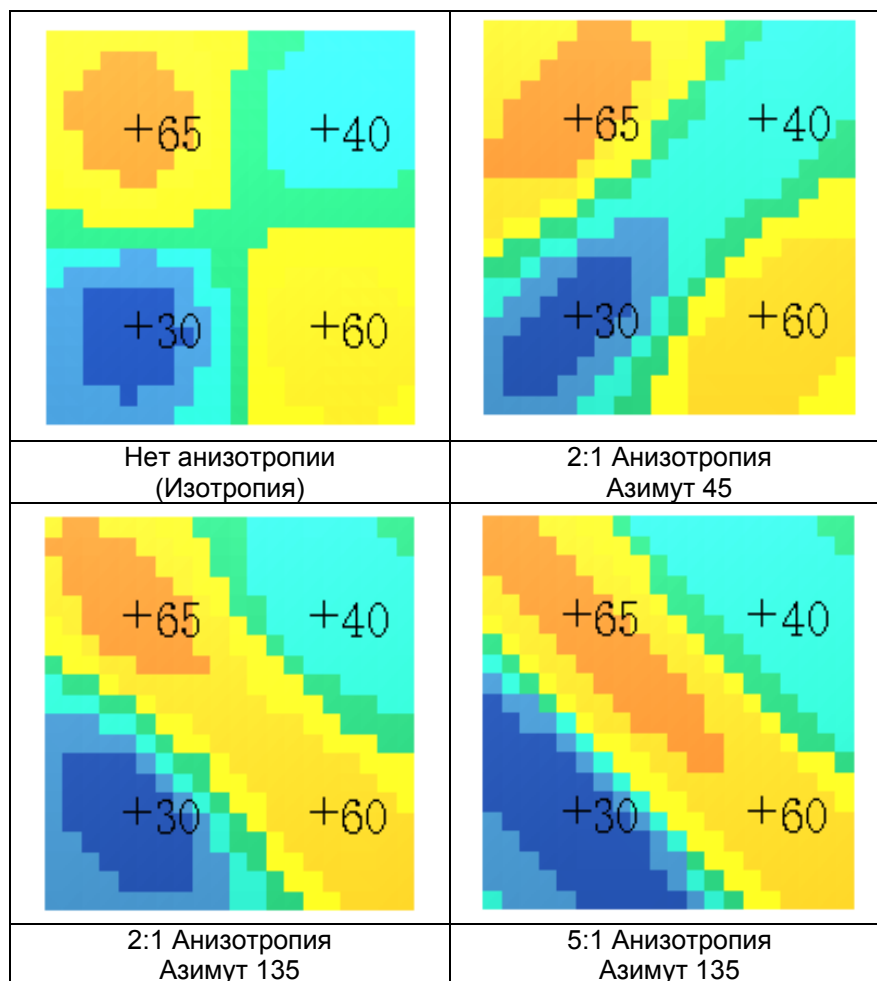 +65 +40
+30 +60
Нет анизотропии
(Изотропия)
+65 +40
+30 +60
2:1 Анизотропия
Азимут 45
+65 +40
+30 +60
2:1 Анизотропия
Азимут 135
+65 +40
+30 +60
5:1 Анизотропия
Азимут 135